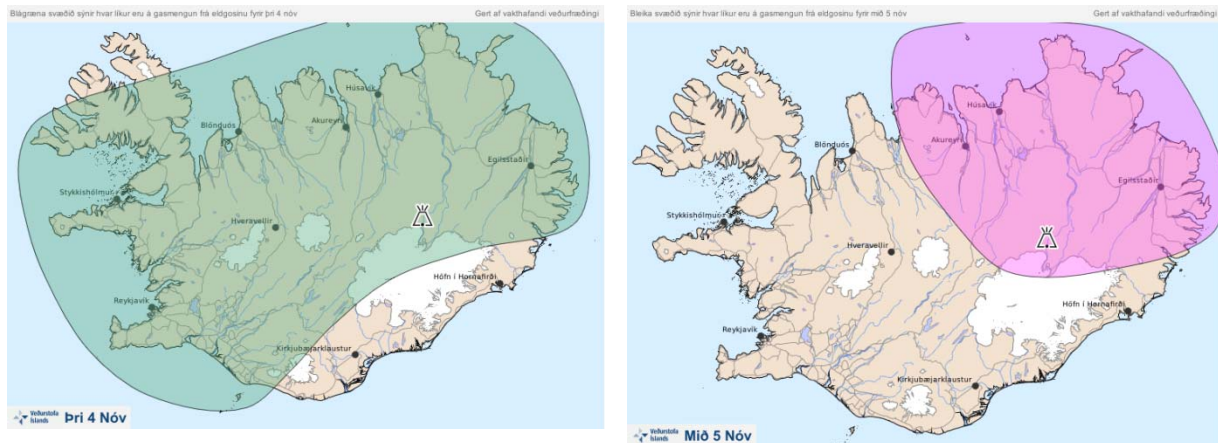 Blágræna svæðið sýnir hvar líkur eru á gasmengun frá eldgosinu fyrir þri 4 nóv
Gert af vakthafandi veðurfræðingi
Húsavík
Akureyri
Blönduós
Egilsstaðir
Stykkishólmur
Hveravellir
Höfn í Hornafirði
Reykjavík
Kirkjubæjarklaustur
Veðurstofa
Íslands
Þri 4 Nóv
Bleika svæðið sýnir hvar líkur eru á gasmengun frá eldgosinu fyrir mið 5 nóv
Gert af vakthafandi veðurfræðingi
Húsavík
Akureyri
Blönduós
Egilsstaðir
Stykkishólmur
Hveravellir
Höfn í Hornafirði
Reykjavík
Kirkjubæjarklaustur
Veðurstofa
Íslands
Mið 5 Nóv